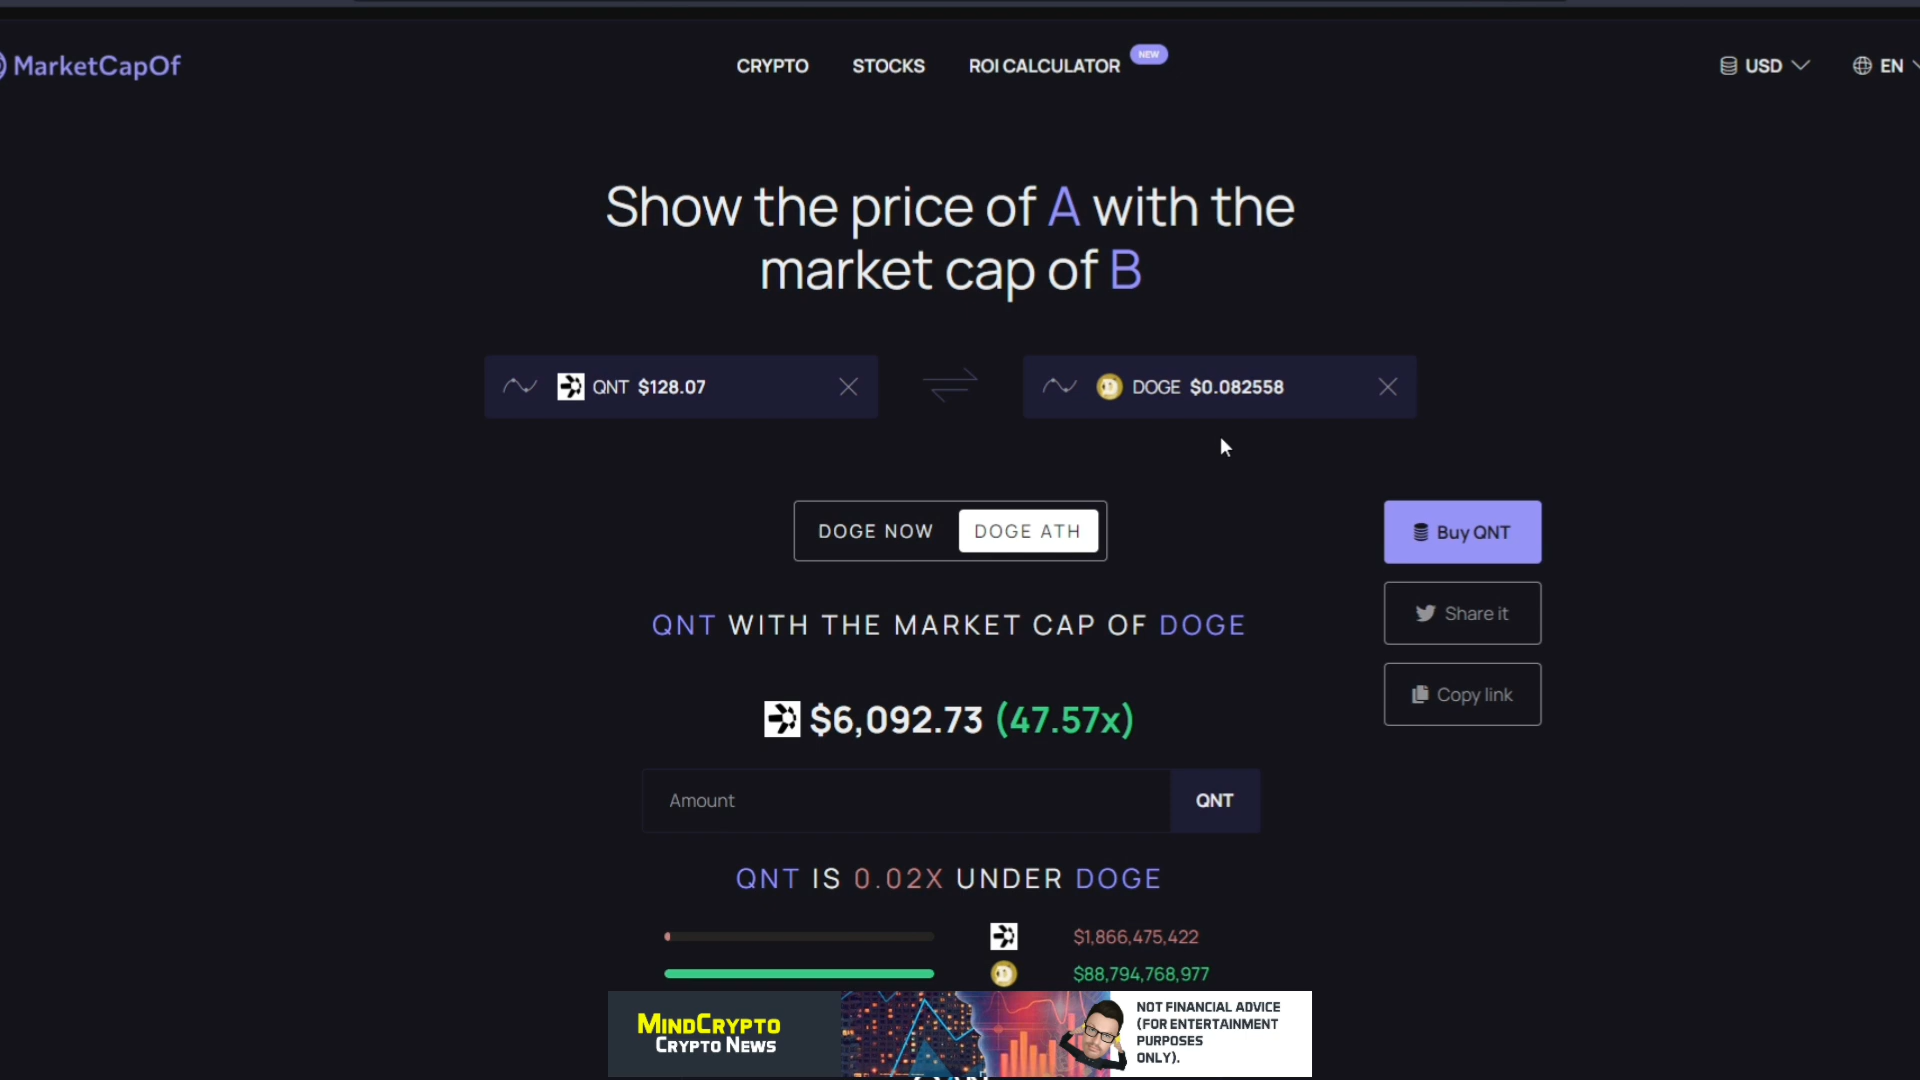 MarketCapOf
CRYPTO STOCKS ROI CALCULATOR NEW
USD EN
Show the price of A with the
market cap of B
QNT $128.07
DOGE $0.082558
DOGE NOW DOGE ATH
Buy QNT
Share it
Copy link
QNT WITH THE MARKET CAP OF DOGE
$6,092.73 (47.57x)
Amount QNT
QNT IS 0.02X UNDER DOGE
$1,866,475,422
$88,794,768,977
MINDCRYPTO
CRYPTO NEWS
NOT FINANCIAL ADVICE
(FOR ENTERTAINMENT
PURPOSES
ONLY).